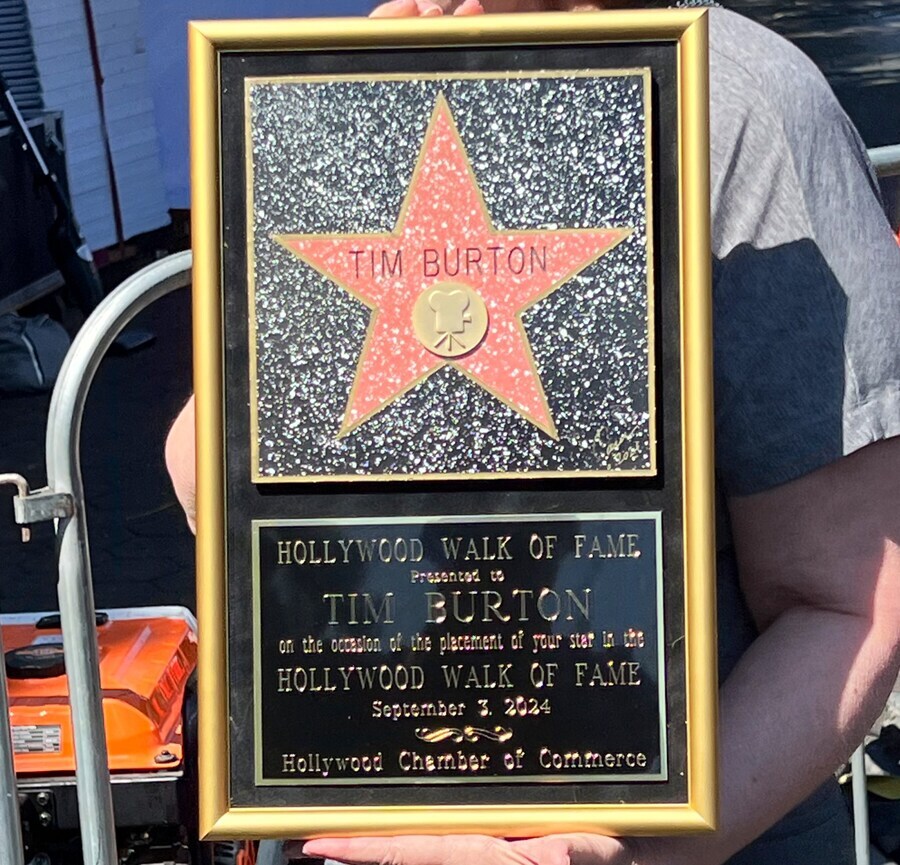 TIM BURTON
HOLLYWOOD WALK OF FAME
Presented to
TIM BURTON
on the occasion of the placement of your star in the
HOLLYWOOD WALK OF FAME
September 3, 2024
Hollywood Chamber of Commerce